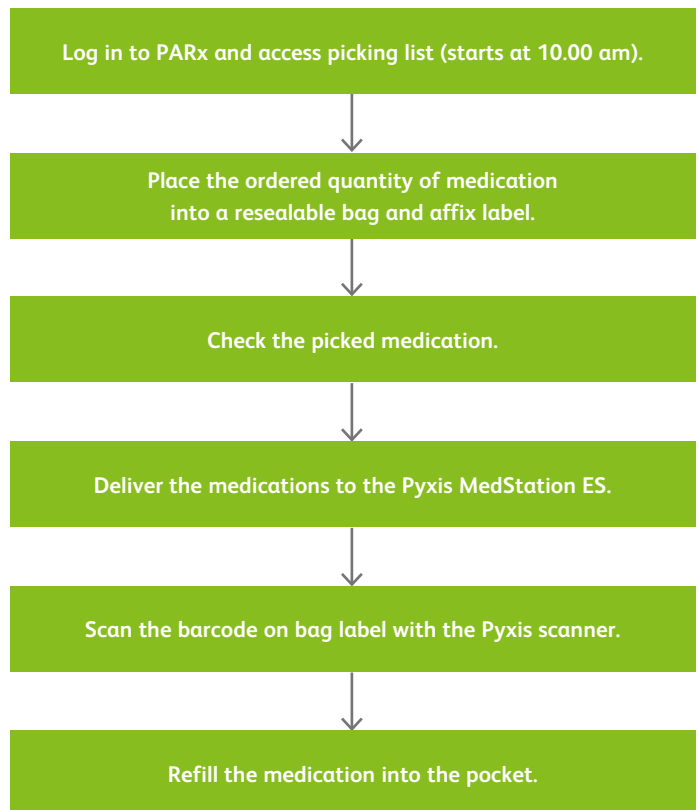 Log in to PARx and access picking list (starts at 10.00 am).
Place the ordered quantity of medication
into a resealable bag and affix label.
Check the picked medication.
Deliver the medications to the Pyxis MedStation ES.
Scan the barcode on bag label with the Pyxis scanner.
Refill the medication into the pocket.